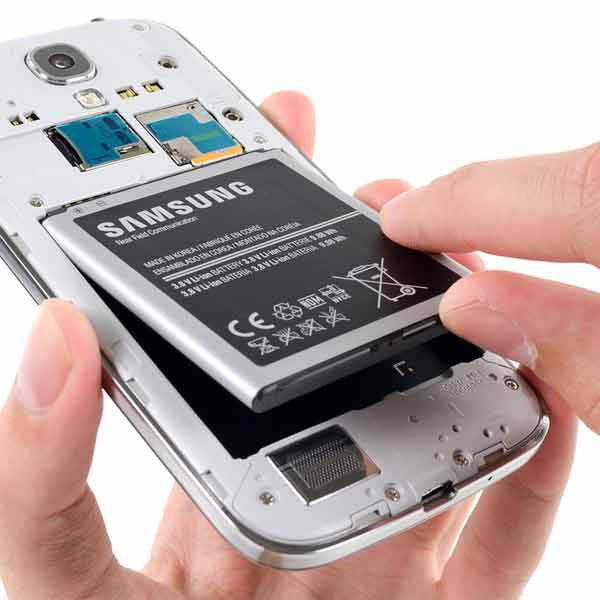 SAMSUNG
Near Field Communication
MADE IN KOREA / FABRIQUÉ EN CORÉE
ENSAMBLADO EN COREA / MONTADO NA CORÉIA
3.8 V Li-ion BATTERY 3.8 V Li-ion BATTERIE 9.88 Wh
3.8 V Li-ion BATERIA 3.8 V Li-ion BATERÍA 9.88 Wh
CE